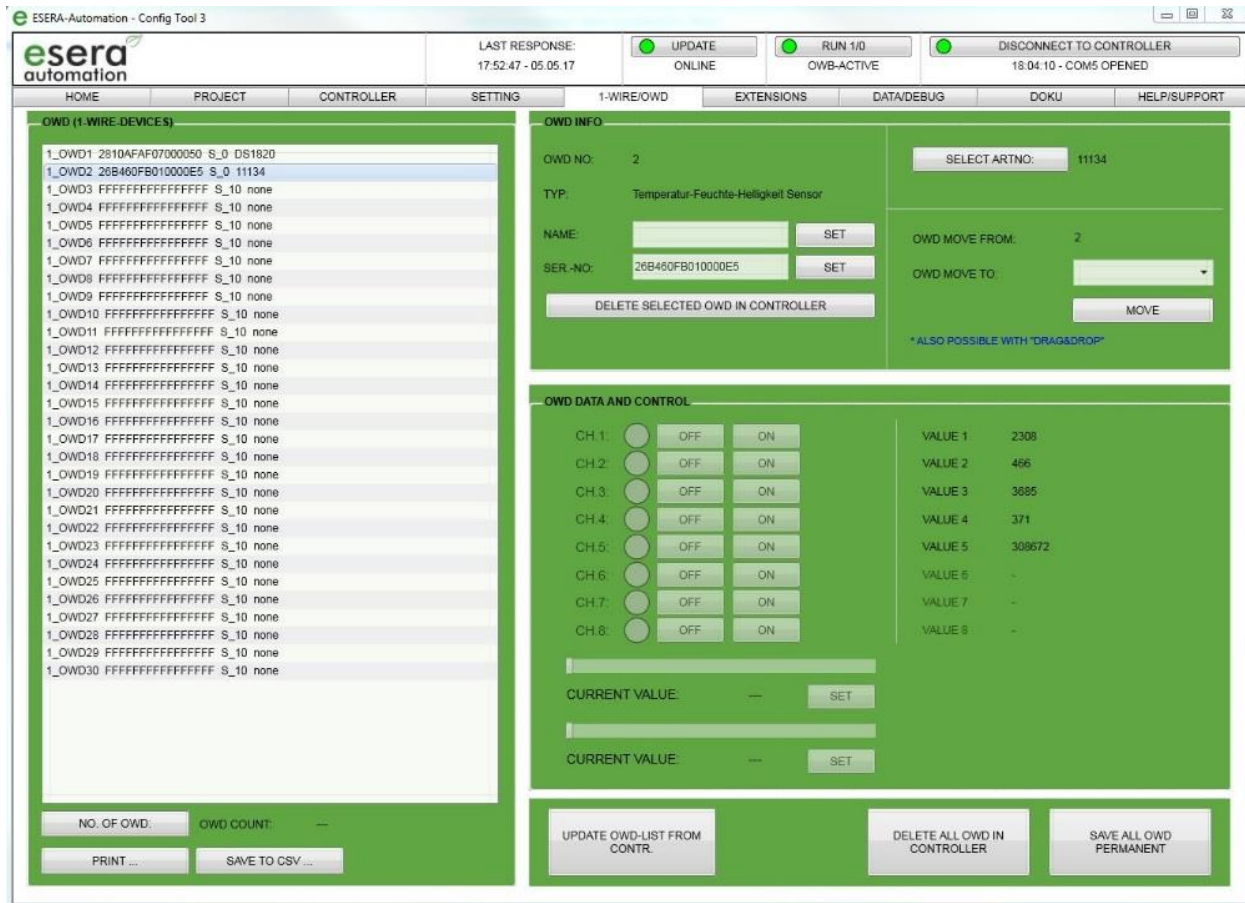 ESERA-Automation - Config Tool 3
esera
automation
LAST RESPONSE:
17:52:47 - 05.05.17
UPDATE
ONLINE
RUN 1/0
OWB-ACTIVE
DISCONNECT TO CONTROLLER
18:04:10 - COM5 OPENED
HOME PROJECT CONTROLLER SETTING 1-WIRE/OWD EXTENSIONS DATA/DEBUG DOKU HELP/SUPPORT
OWD (1-WIRE-DEVICES)
1_OWD1 2810AFAF07000050 S_0 DS1820
1_OWD2 26B460FB010000E5 S_0 11134
1_OWD3 FFFFFFFFFFFFFFFF S_10 none
1_OWD4 FFFFFFFFFFFFFFFF S_10 none
1_OWD5 FFFFFFFFFFFFFFFF S_10 none
1_OWD6 FFFFFFFFFFFFFFFF S_10 none
1_OWD7 FFFFFFFFFFFFFFFF S_10 none
1_OWD8 FFFFFFFFFFFFFFFF S_10 none
1_OWD9 FFFFFFFFFFFFFFFF S_10 none
1_OWD10 FFFFFFFFFFFFFFFF S_10 none
1_OWD11 FFFFFFFFFFFFFFFF S_10 none
1_OWD12 FFFFFFFFFFFFFFFF S_10 none
1_OWD13 FFFFFFFFFFFFFFFF S_10 none
1_OWD14 FFFFFFFFFFFFFFFF S_10 none
1_OWD15 FFFFFFFFFFFFFFFF S_10 none
1_OWD16 FFFFFFFFFFFFFFFF S_10 none
1_OWD17 FFFFFFFFFFFFFFFF S_10 none
1_OWD18 FFFFFFFFFFFFFFFF S_10 none
1_OWD19 FFFFFFFFFFFFFFFF S_10 none
1_OWD20 FFFFFFFFFFFFFFFF S_10 none
1_OWD21 FFFFFFFFFFFFFFFF S_10 none
1_OWD22 FFFFFFFFFFFFFFFF S_10 none
1_OWD23 FFFFFFFFFFFFFFFF S_10 none
1_OWD24 FFFFFFFFFFFFFFFF S_10 none
1_OWD25 FFFFFFFFFFFFFFFF S_10 none
1_OWD26 FFFFFFFFFFFFFFFF S_10 none
1_OWD27 FFFFFFFFFFFFFFFF S_10 none
1_OWD28 FFFFFFFFFFFFFFFF S_10 none
1_OWD29 FFFFFFFFFFFFFFFF S_10 none
1_OWD30 FFFFFFFFFFFFFFFF S_10 none
NO. OF OWD: OWD COUNT: ---
PRINT ... SAVE TO CSV ...
OWD INFO
OWD NO: 2
TYP: Temperatur-Feuchte-Helligkeit Sensor
NAME: SET
SER.-NO: 26B460FB010000E5 SET
DELETE SELECTED OWD IN CONTROLLER
SELECT ARTNO: 11134
OWD MOVE FROM: 2
OWD MOVE TO:
MOVE
* ALSO POSSIBLE WITH "DRAG&DROP"
OWD DATA AND CONTROL
CH.1: OFF ON VALUE 1 2308
CH.2: OFF ON VALUE 2 466
CH.3: OFF ON VALUE 3 3685
CH.4: OFF ON VALUE 4 371
CH.5: OFF ON VALUE 5 308672
CH.6: OFF ON VALUE 6 -
CH.7: OFF ON VALUE 7 -
CH.8: OFF ON VALUE 8 -
CURRENT VALUE: --- SET
CURRENT VALUE: --- SET
UPDATE OWD-LIST FROM
CONTR.
DELETE ALL OWD IN
CONTROLLER
SAVE ALL OWD
PERMANENT